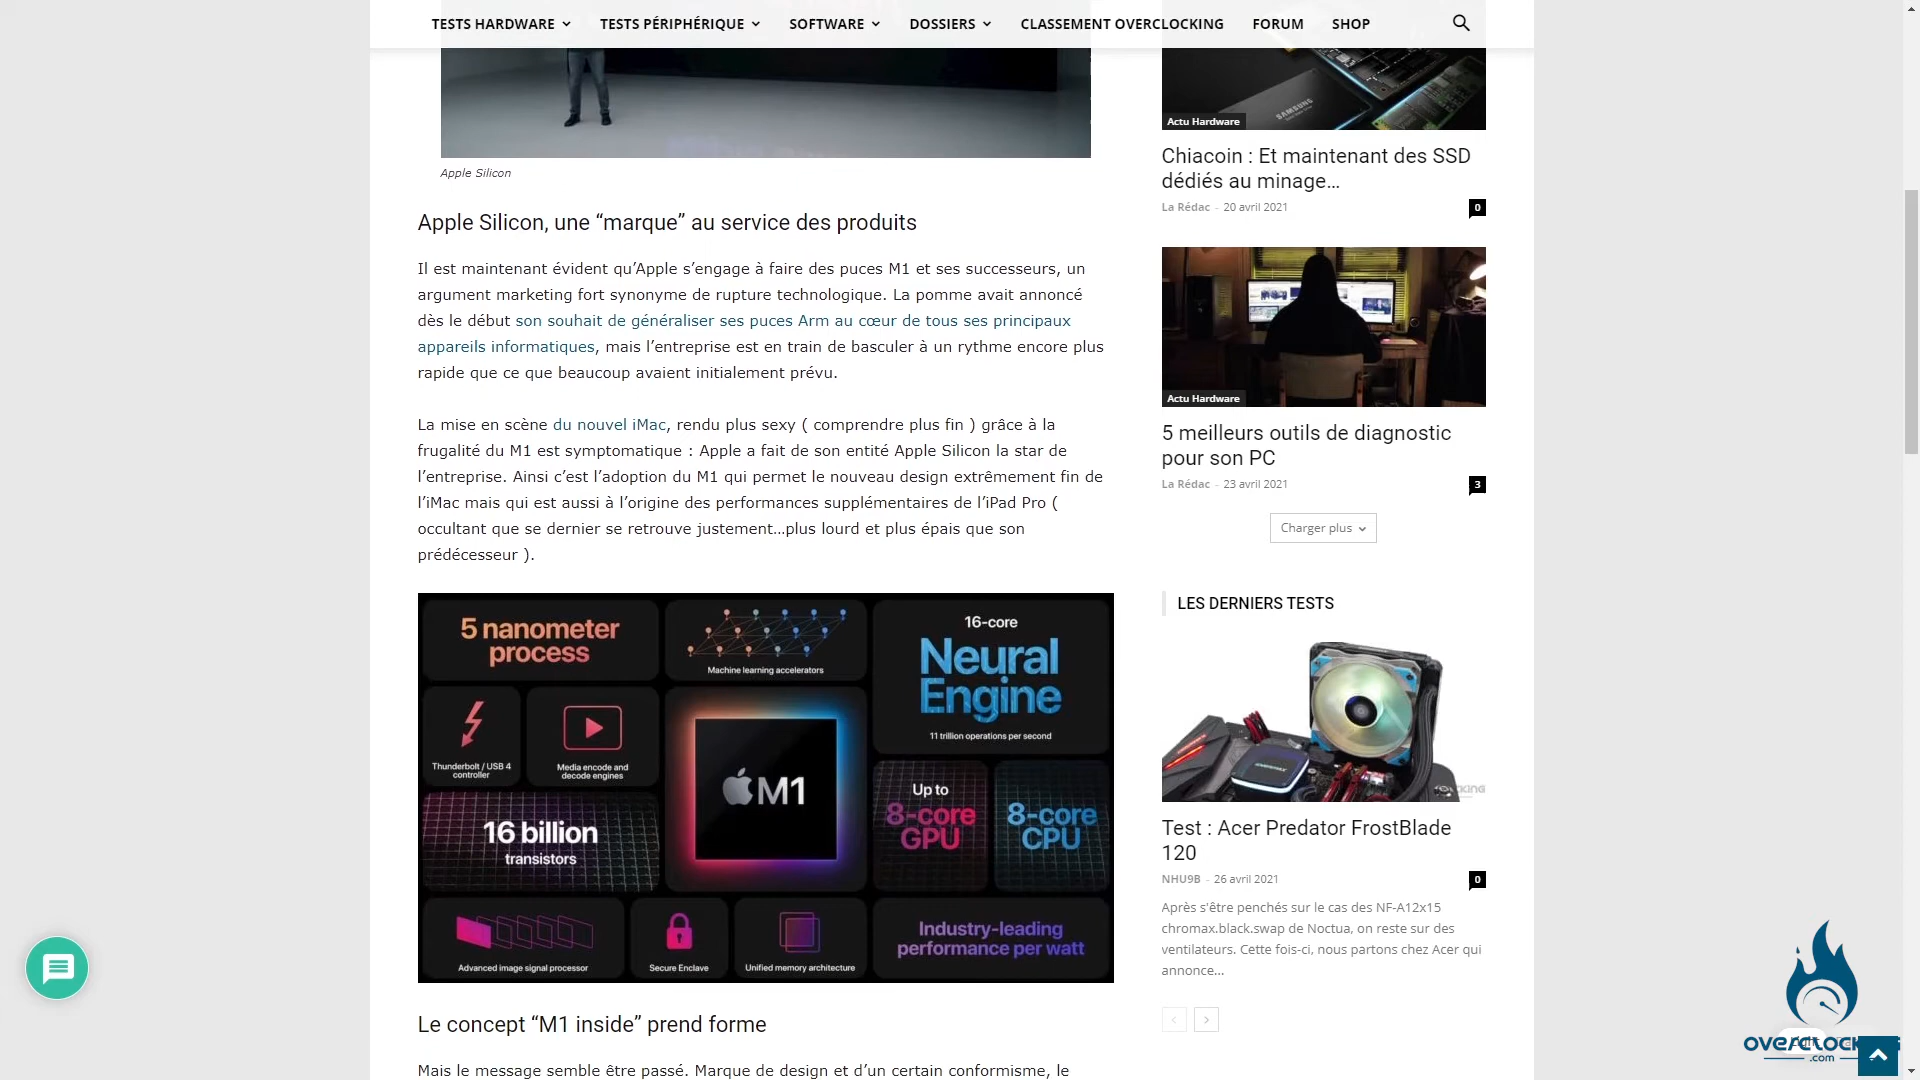 TESTS HARDWARE
TESTS PÉRIPHÉRIQUE
SOFTWARE
DOSSIERS
CLASSEMENT OVERCLOCKING
FORUM
SHOP
Apple Silicon
Apple Silicon, une “marque” au service des produits
Il est maintenant évident qu’Apple s’engage à faire des puces M1 et ses successeurs, un
argument marketing fort synonyme de rupture technologique. La pomme avait annoncé
dès le début son souhait de généraliser ses puces Arm au cœur de tous ses principaux
appareils informatiques, mais l’entreprise est en train de basculer à un rythme encore plus
rapide que ce que beaucoup avaient initialement prévu.
La mise en scène du nouvel iMac, rendu plus sexy ( comprendre plus fin ) grâce à la
frugalité du M1 est symptomatique : Apple a fait de son entité Apple Silicon la star de
l’entreprise. Ainsi c’est l’adoption du M1 qui permet le nouveau design extrêmement fin de
l’iMac mais qui est aussi à l’origine des performances supplémentaires de l’iPad Pro (
occultant que se dernier se retrouve justement…plus lourd et plus épais que son
prédécesseur ).
5 nanometer
process
Machine learning accelerators
16-core
Neural
Engine
11 trillion operations per second
Thunderbolt / USB 4
controller
Media encode and
decode engines
M1
Up to
8-core
GPU
8-core
CPU
16 billion
transistors
Advanced image signal processor
Secure Enclave
Unified memory architecture
Industry-leading
performance per watt
Le concept “M1 inside” prend forme
Mais le message semble être passé. Marque de design et d’un certain conformisme, le
SAMSUNG
Actu Hardware
Chiacoin : Et maintenant des SSD
dédiés au minage…
La Rédac - 20 avril 2021
0
Actu Hardware
5 meilleurs outils de diagnostic
pour son PC
La Rédac - 23 avril 2021
3
Charger plus
LES DERNIERS TESTS
Test : Acer Predator FrostBlade
120
NHU9B - 26 avril 2021
0
Après s'être penchés sur le cas des NF-A12x15
chromax.black.swap de Noctua, on reste sur des
ventilateurs. Cette fois-ci, nous partons chez Acer qui
annonce...
.com